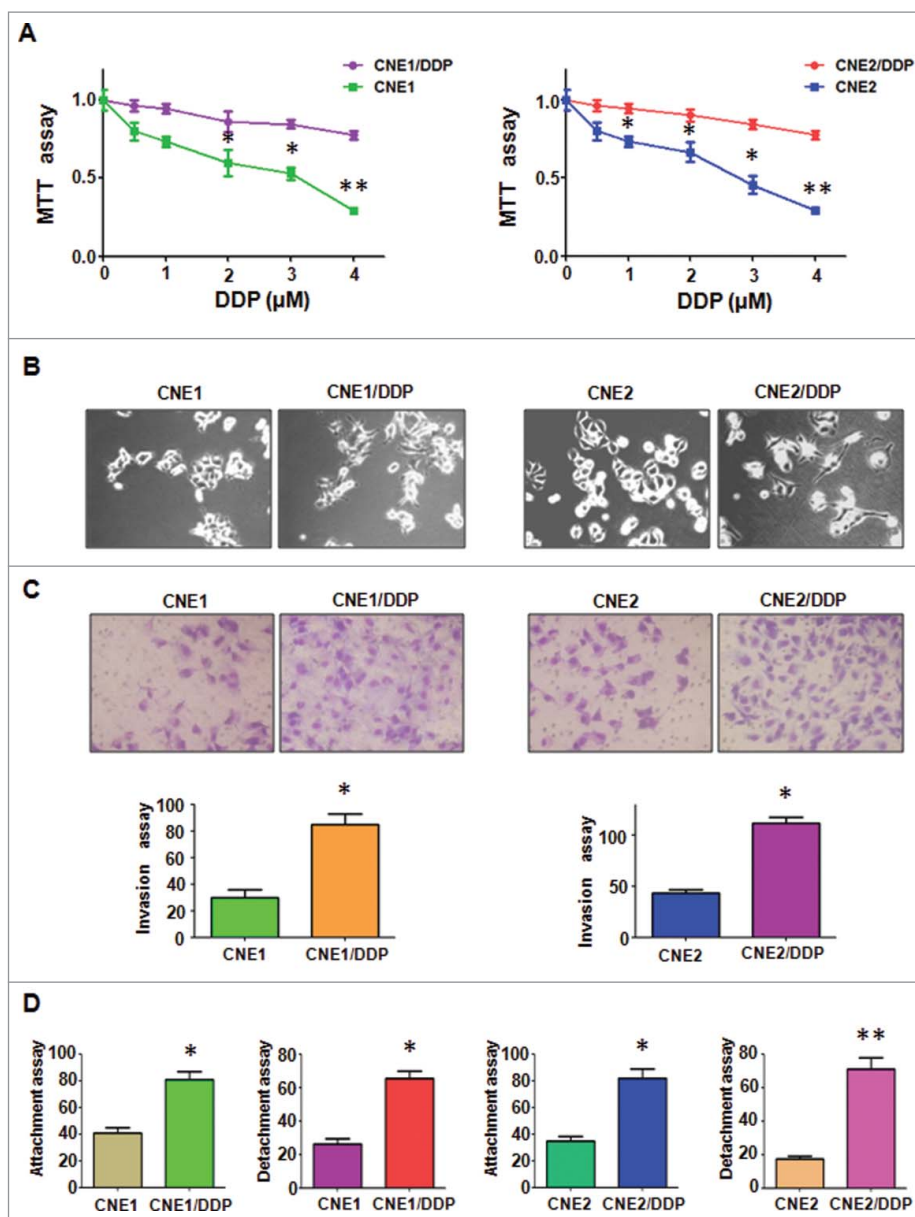 A
CNE1/DDP
CNE1
1.0
0.5
0.0
MTT assay
*
*
**
0 1 2 3 4
DDP (µM)
CNE2/DDP
CNE2
1.0
0.5
0.0
MTT assay
*
*
*
**
0 1 2 3 4
DDP (µM)
B
CNE1 CNE1/DDP CNE2 CNE2/DDP
C
CNE1 CNE1/DDP CNE2 CNE2/DDP
Invasion assay
100
80
60
40
20
0
*
CNE1 CNE1/DDP
Invasion assay
100
50
0
*
CNE2 CNE2/DDP
D
Attachment assay
100
80
60
40
20
0
*
CNE1 CNE1/DDP
Detachment assay
80
60
40
20
0
*
CNE1 CNE1/DDP
Attachment assay
100
80
60
40
20
0
*
CNE2 CNE2/DDP
Detachment assay
80
60
40
20
0
**
CNE2 CNE2/DDP